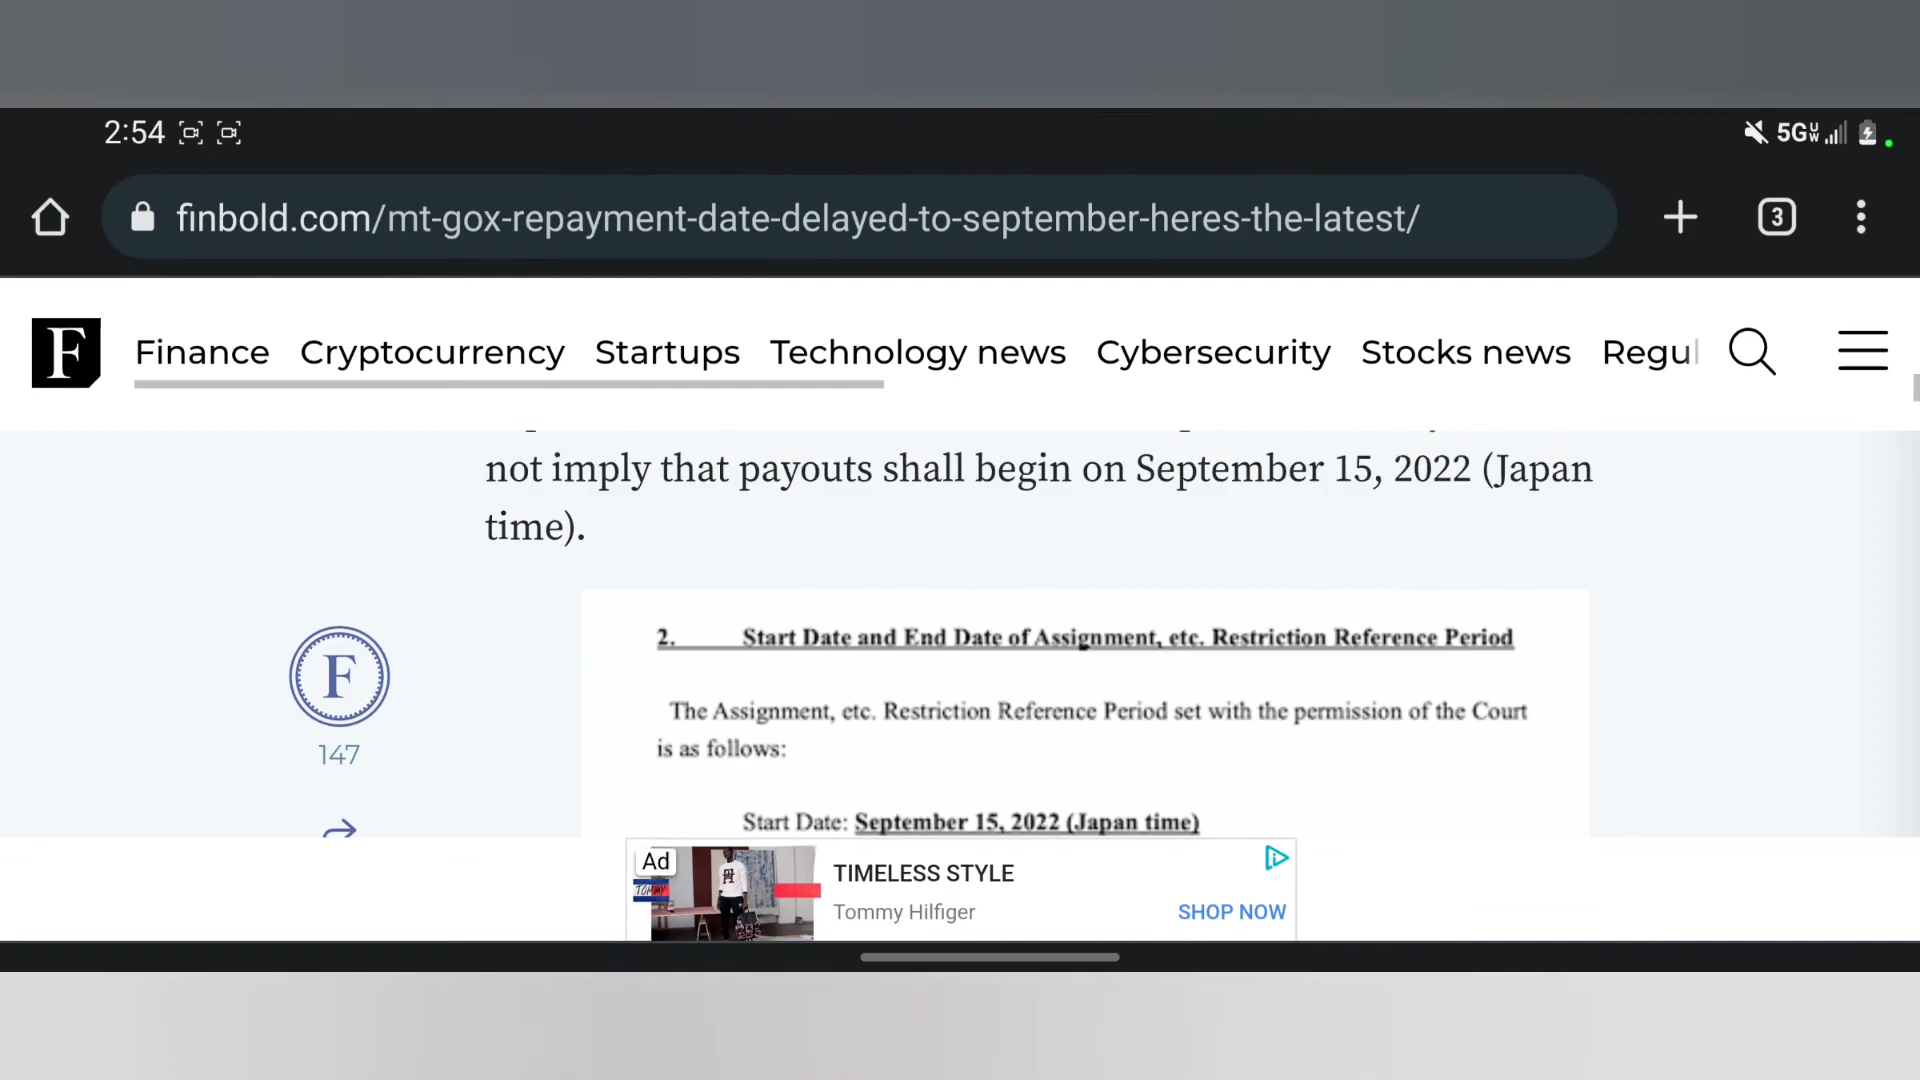 2:54
5G UW
finbold.com/mt-gox-repayment-date-delayed-to-september-heres-the-latest/
3
F
Finance Cryptocurrency Startups Technology news Cybersecurity Stocks news Regul
not imply that payouts shall begin on September 15, 2022 (Japan
time).
2. Start Date and End Date of Assignment, etc. Restriction Reference Period
The Assignment, etc. Restriction Reference Period set with the permission of the Court
is as follows:
Start Date: September 15, 2022 (Japan time)
F
147
Ad
TOMMY
TIMELESS STYLE
Tommy Hilfiger
SHOP NOW